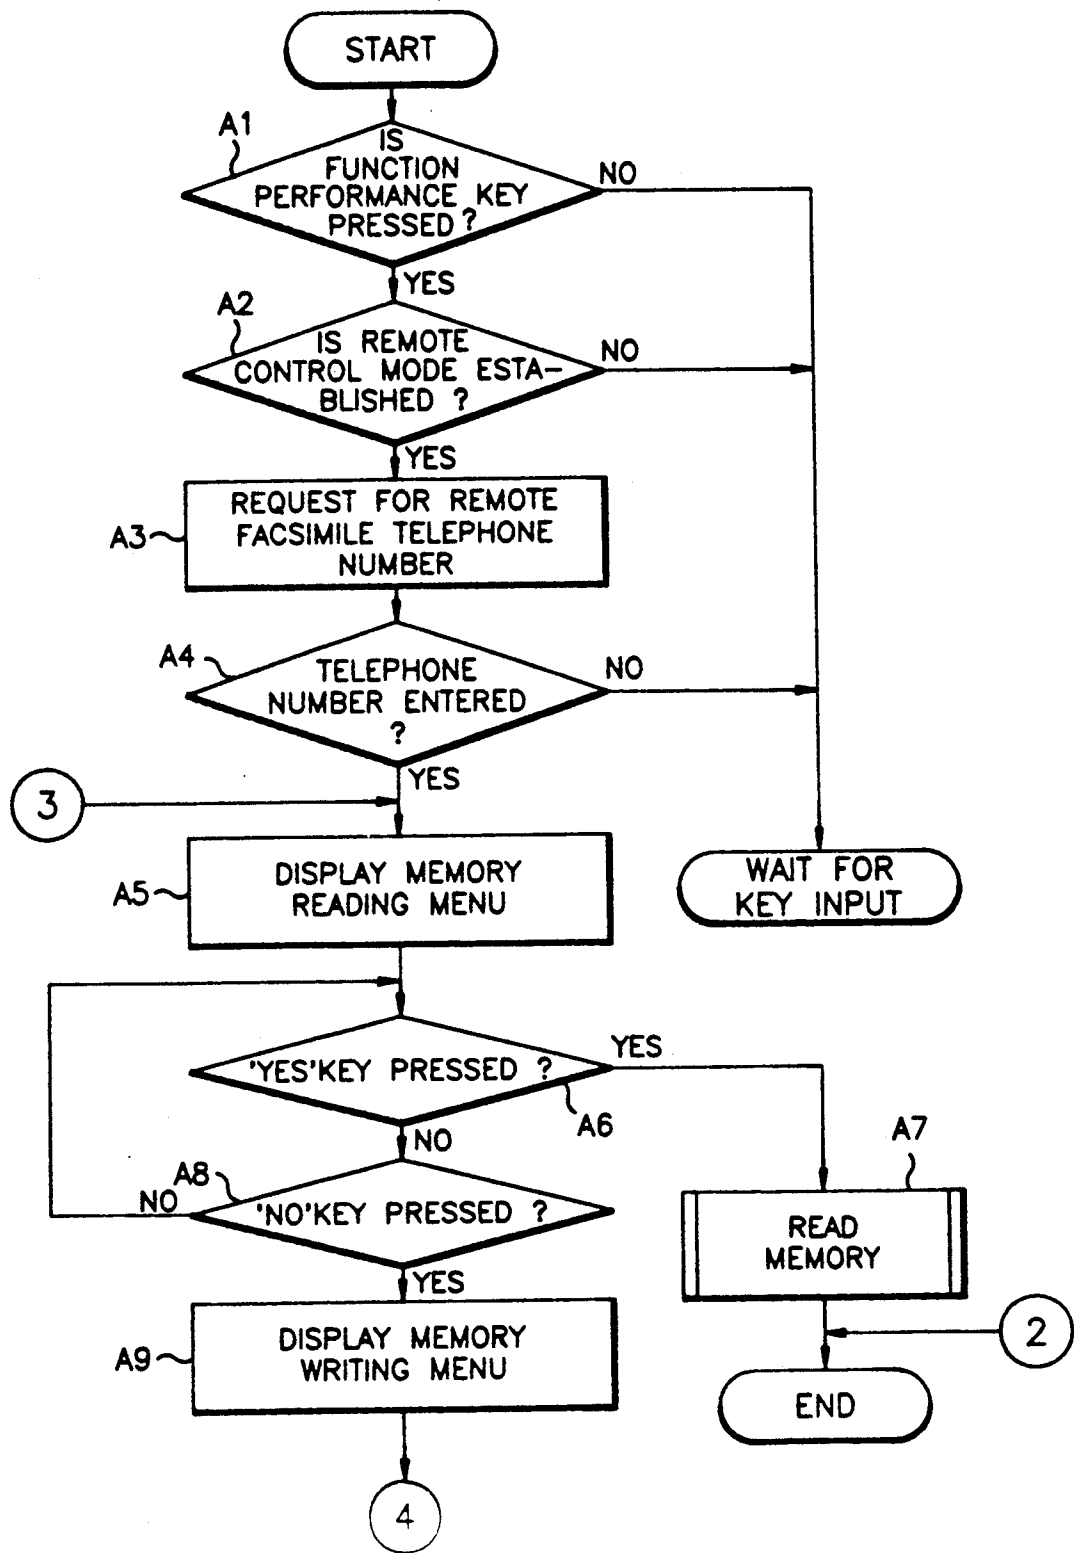 START
A1
IS
FUNCTION
PERFORMANCE KEY
PRESSED ?
NO
YES
A2
IS REMOTE
CONTROL MODE ESTA-
BLISHED ?
NO
YES
A3
REQUEST FOR REMOTE
FACSIMILE TELEPHONE
NUMBER
A4
TELEPHONE
NUMBER ENTERED
?
NO
YES
3
A5
DISPLAY MEMORY
READING MENU
WAIT FOR
KEY INPUT
'YES'KEY PRESSED ?
YES
A6
NO
A7
A8
NO
'NO'KEY PRESSED ?
READ
MEMORY
YES
A9
DISPLAY MEMORY
WRITING MENU
2
END
4